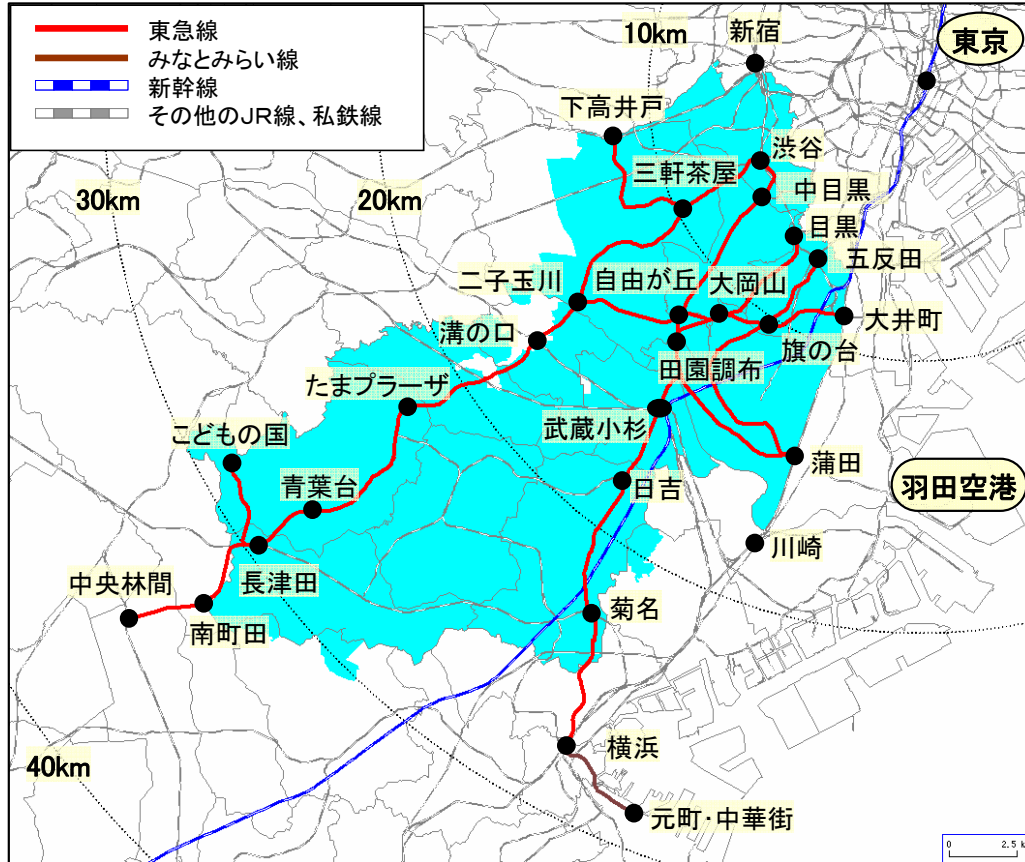 東急線
みなとみらい線
新幹線
その他のJR線、私鉄線
10km
新宿
東京
下高井戸
渋谷
三軒茶屋
30km
20km
中目黒
目黒
五反田
二子玉川
自由が丘
大岡山
大井町
溝の口
旗の台
田園調布
たまプラーザ
武蔵小杉
こどもの国
蒲田
日吉
羽田空港
青葉台
川崎
中央林間
長津田
南町田
菊名
横浜
40km
元町・中華街
0 2.5